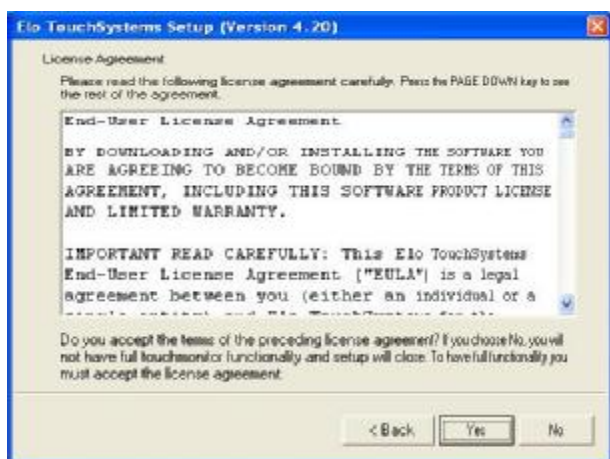 Elo TouchSystems Setup (Version 4.20)
License Agreement
Please read the following license agreement carefully. Press the PAGE DOWN key to see
the rest of the agreement.
End-User License Agreement
BY DOWNLOADING AND/OR INSTALLING THE SOFTWARE YOU
ARE AGREEING TO BECOME BOUND BY THE TERMS OF THIS
AGREEMENT, INCLUDING THIS SOFTWARE PRODUCT LICENSE
AND LIMITED WARRANTY.
IMPORTANT READ CAREFULLY: This Elo TouchSystems
End-User License Agreement ("EULA") is a legal
agreement between you (either an individual or a
Do you accept the terms of the preceding license agreement? If you choose No, you will
not have full touchmonitor functionality and setup will close. To have full functionality you
must accept the license agreement.
< Back
Yes
No